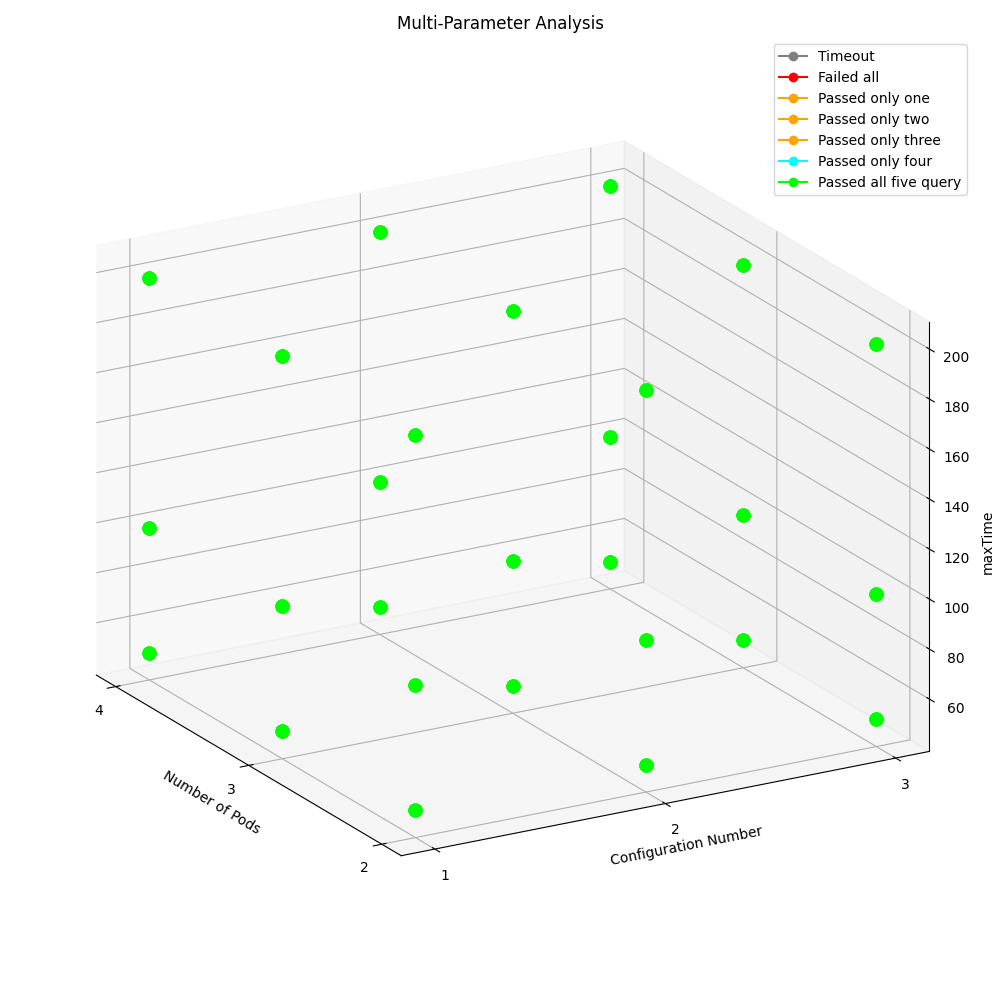 Multi-Parameter Analysis
Timeout
Failed all
Passed only one
Passed only two
Passed only three
Passed only four
Passed all five query
200
180
160
140
120
100
80
60
maxTime
4
3
2
Number of Pods
1
2
3
Configuration Number